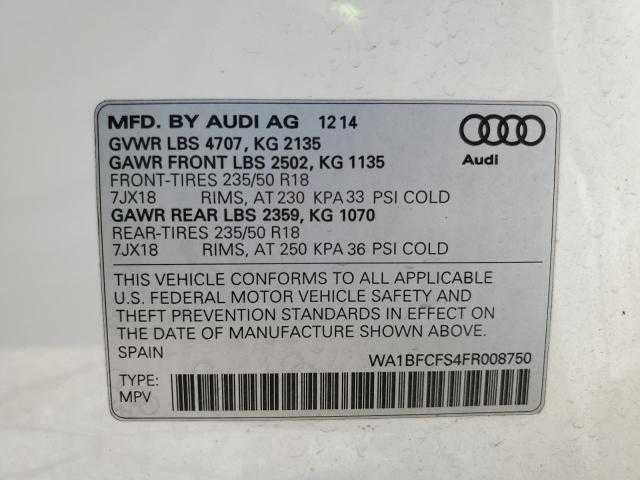 MFD. BY AUDI AG 12 14
GVWR LBS 4707, KG 2135
GAWR FRONT LBS 2502, KG 1135
FRONT-TIRES 235/50 R18
7JX18 RIMS, AT 230 KPA 33 PSI COLD
GAWR REAR LBS 2359, KG 1070
REAR-TIRES 235/50 R18
7JX18 RIMS, AT 250 KPA 36 PSI COLD
Audi
THIS VEHICLE CONFORMS TO ALL APPLICABLE
U.S. FEDERAL MOTOR VEHICLE SAFETY AND
THEFT PREVENTION STANDARDS IN EFFECT ON
THE DATE OF MANUFACTURE SHOWN ABOVE.
SPAIN WA1BFCFS4FR008750
TYPE:
MPV